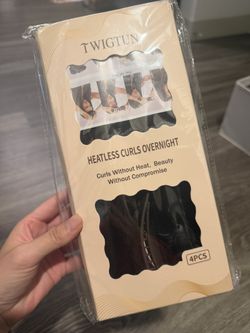 TWIGTUN
HEATLESS CURLS OVERNIGHT
Curls Without Heat, Beauty
Without Compromise
4PCS